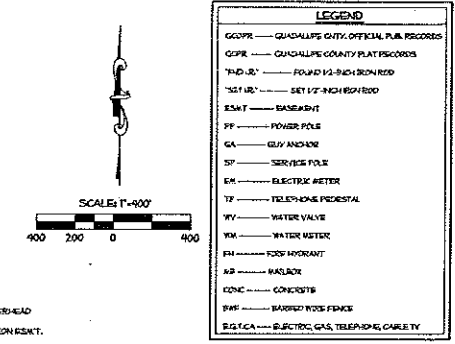 LEGEND
GCOPR — GUADALUPE CNTY. OFFICIAL PUB. RECORDS
GCPR — GUADALUPE COUNTY PLAT RECORDS
"FND I.R." — FOUND 1/2-INCH IRON ROD
"SET I.R." — SET 1/2-INCH IRON ROD
ESMT — EASEMENT
PP — POWER POLE
GA — GUY ANCHOR
SP — SERVICE POLE
EM — ELECTRIC METER
TP — TELEPHONE PEDESTAL
WV — WATER VALVE
WM — WATER METER
FH — FIRE HYDRANT
MB — MAILBOX
CONC — CONCRETE
BWF — BARBED WIRE FENCE
E,G,T,CA — ELECTRIC, GAS, TELEPHONE, CABLE TV
SCALE: 1"=400'
400 200 0 400
ERHEAD
ON ESM'T.